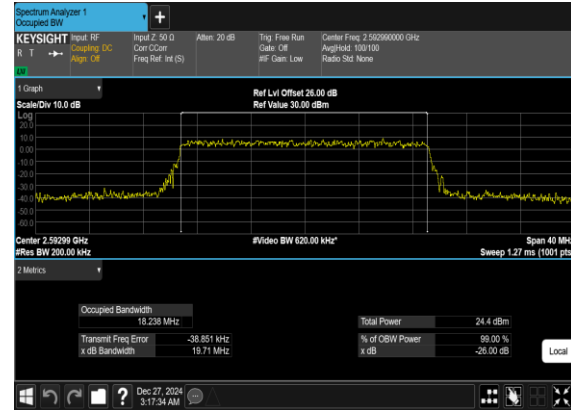 Spectrum Analyzer 1
Occupied BW
+
KEYSIGHT Input: RF Input Z: 50 Ω Atten: 20 dB Trig: Free Run Center Freq: 2.592990000 GHz
R T Coupling: DC Corr CCorr Gate: Off Avg|Hold: 100/100
Align: Off Freq Ref: Int (S) #IF Gain: Low Radio Std: None
LU
1 Graph
Ref Lvl Offset 26.00 dB
Scale/Div 10.0 dB Ref Value 30.00 dBm
Log
20.0
10.0
0.00
-10.0
-20.0
-30.0
-40.0
-50.0
-60.0
Center 2.59299 GHz #Video BW 620.00 kHz* Span 40 MHz
#Res BW 200.00 kHz Sweep 1.27 ms (1001 pts
2 Metrics
Occupied Bandwidth
18.238 MHz Total Power 24.4 dBm
Transmit Freq Error -38.851 kHz % of OBW Power 99.00 %
x dB Bandwidth 19.71 MHz x dB -26.00 dB
Local
? Dec 27, 2024
3:17:34 AM